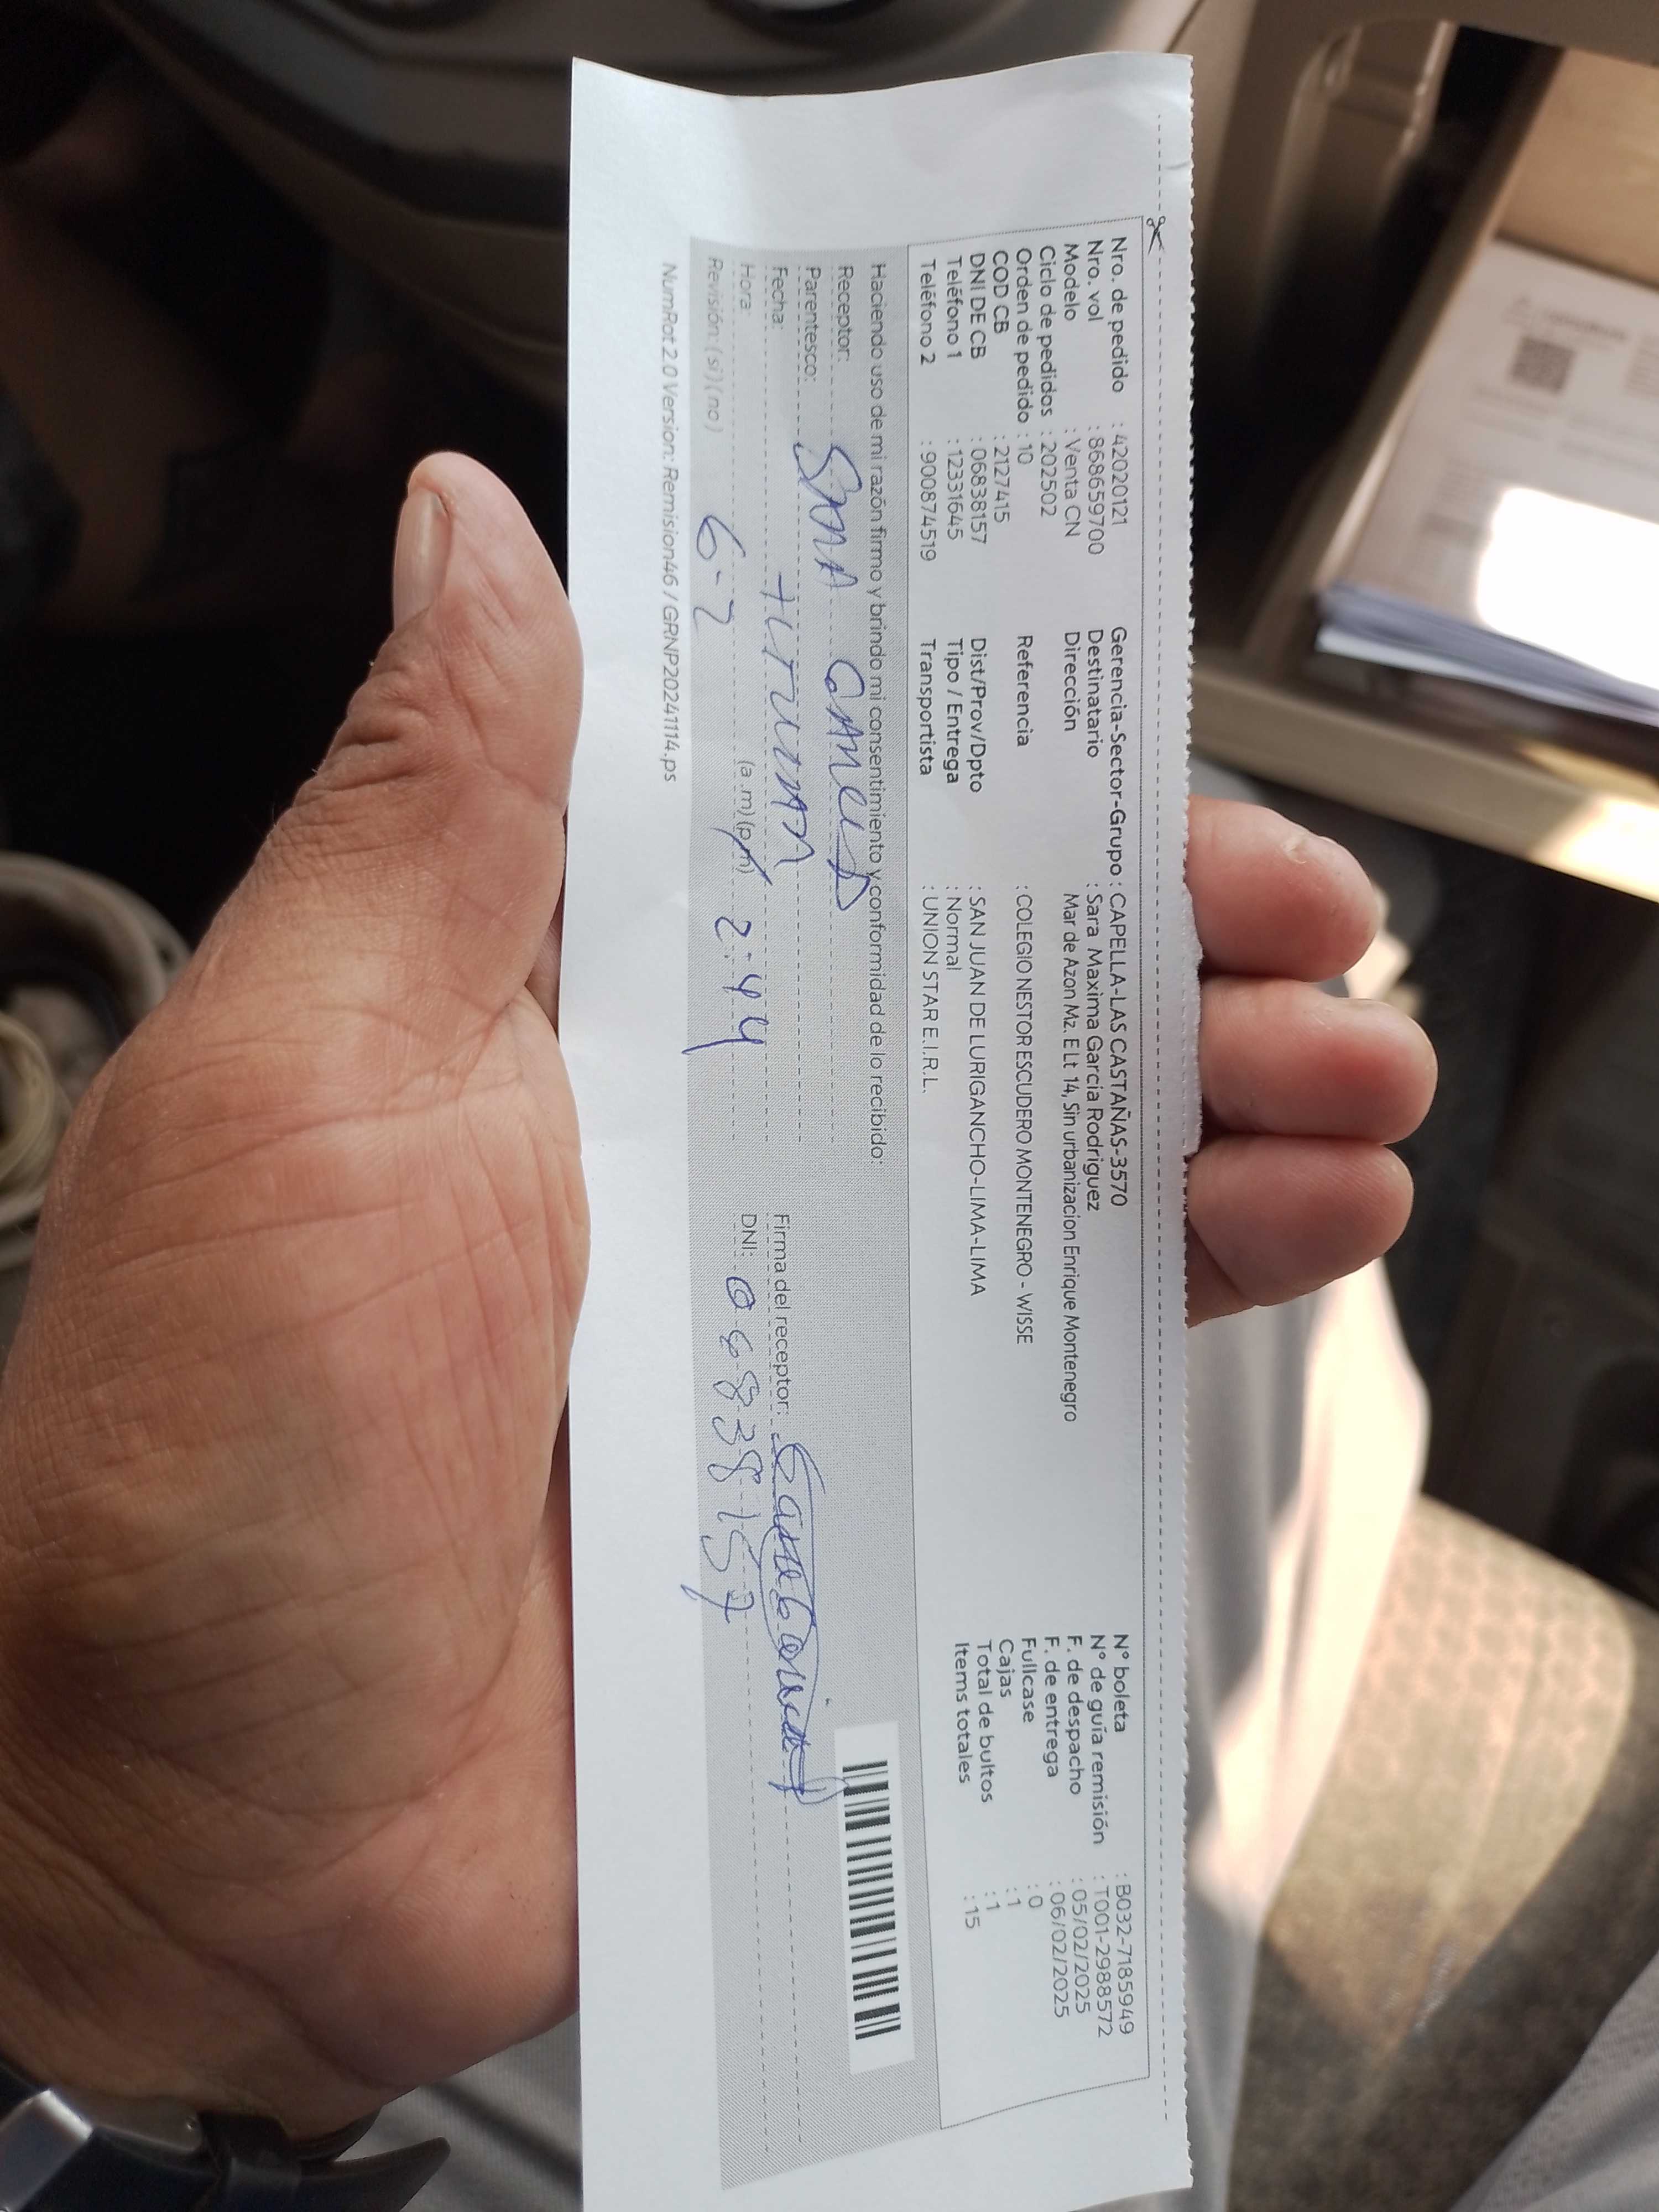 Nro. de pedido : 42020121
Nro. vol : 868659700
Modelo : Venta CN
Ciclo de pedidos : 202502
Orden de pedido : 10
COD CB : 2127415
DNI DE CB : 06838157
Teléfono 1 : 12331645
Teléfono 2 : 900874519
Gerencia-Sector-Grupo : CAPELLA-LAS CASTAÑAS-3570
Destinatario : Sara Maxima Garcia Rodriguez
Dirección Mar de Azon Mz. E Lt 14, Sin urbanizacion Enrique Montenegro
Referencia : COLEGIO NESTOR ESCUDERO MONTENEGRO - WISSE
Dist/Prov/Dpto : SAN JUAN DE LURIGANCHO-LIMA-LIMA
Tipo / Entrega : Normal
Transportista : UNION STAR E.I.R.L.
N° boleta : B032-7185949
N° de guía remisión : T001-2988572
F. de despacho : 05/02/2025
F. de entrega : 06/02/2025
Fullcase : 0
Cajas : 1
Total de bultos : 1
Items totales : 15
Haciendo uso de mi razón firmo y brindo mi consentimiento y conformidad de lo recibido:
Receptor:
Parentesco:
Fecha: 6-2
Hora: (a.m) (p.m) 2:44
Revisión: (si) (no)
Firma del receptor:
DNI: 06838157
NumRot 2.0 Version: Remision46 / GRNP20241114.ps